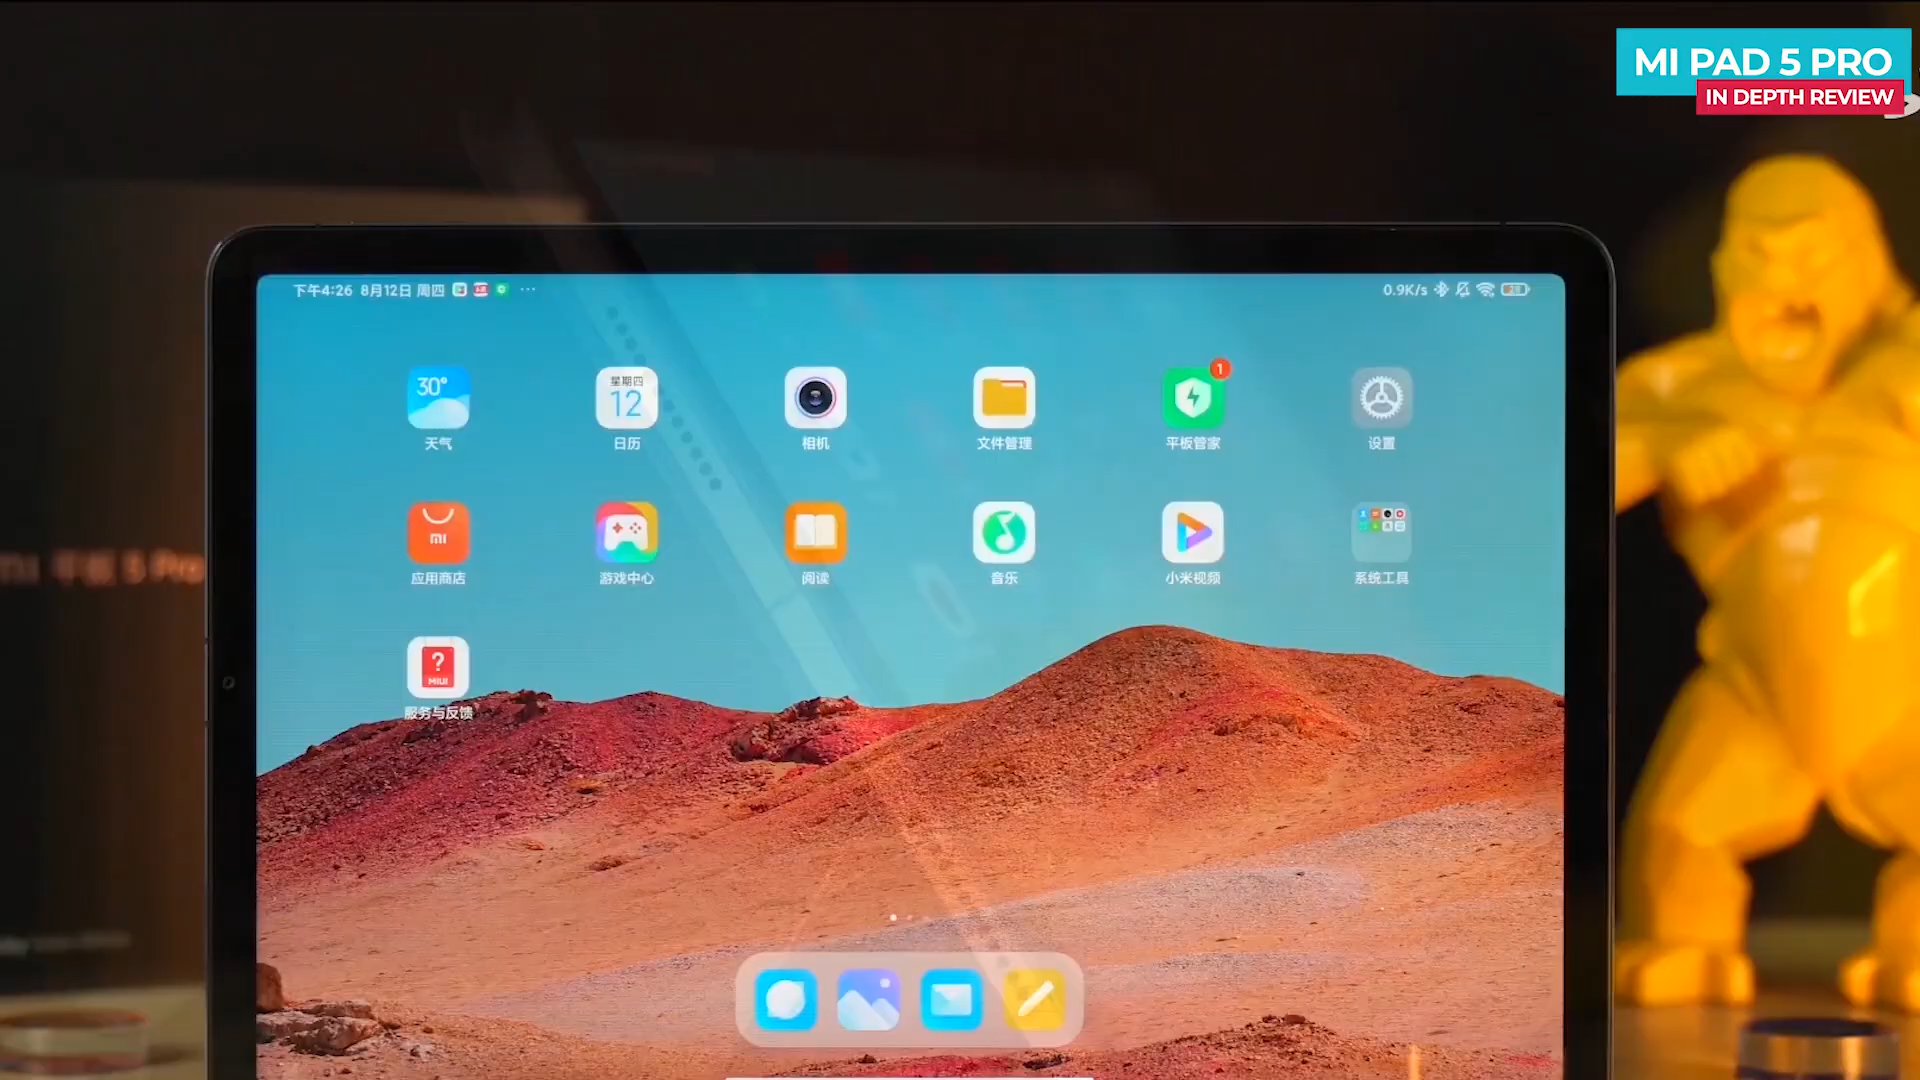 MI PAD 5 PRO
IN DEPTH REVIEW
下午4:26 8月12日 周四
0.9K/s
30°
星期四
12
1
天气
日历
相机
文件管理
平板管家
设置
mi
应用商店
游戏中心
阅读
音乐
小米视频
系统工具
?
MIUI
服务与反馈
5 Pro